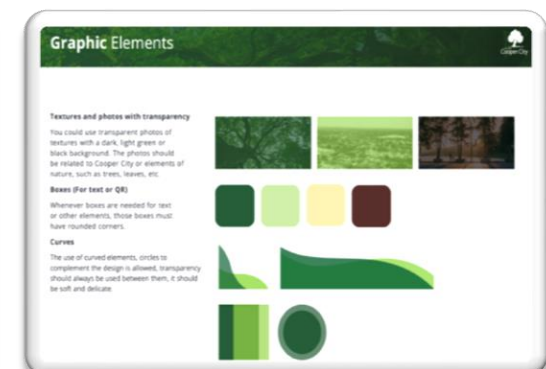 Graphic Elements
Cooper City
Textures and photos with transparency
You could use transparent photos of
textures with a dark, light green or
black background. The photos should
be related to Cooper City or elements of
nature, such as trees, leaves, etc
Boxes (For text or QR)
Whenever boxes are needed for text
or other elements, those boxes must
have rounded corners.
Curves
The use of curved elements, circles to
complement the design is allowed, transparency
should always be used between them, it should
be soft and delicate